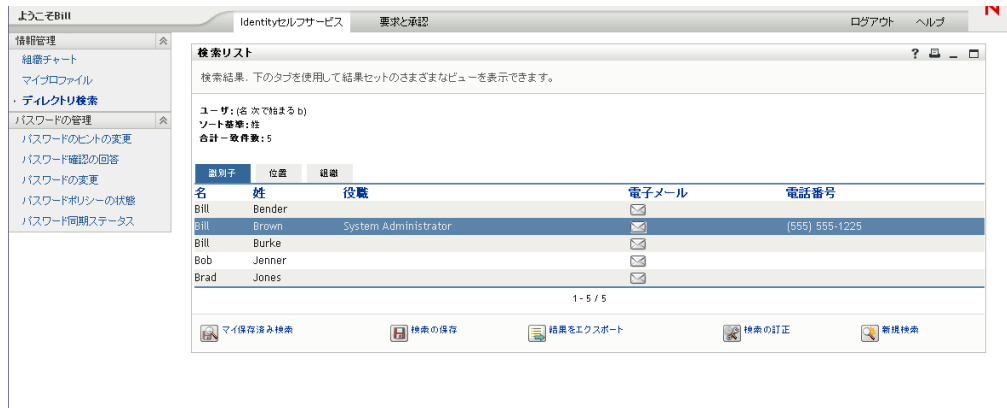 ようこそBill
Identityセルフサービス 要求と承認 ログアウト ヘルプ
N
情報管理
組織チャート
マイプロファイル
ディレクトリ検索
パスワードの管理
パスワードのヒントの変更
パスワード確認の回答
パスワードの変更
パスワードポリシーの状態
パスワード同期ステータス
検索リスト
検索結果. 下のタブを使用して結果セットのさまざまなビューを表示できます。
ユーザ: (名 次で始まる b)
ソート基準: 姓
合計一致件数: 5
識別子 位置 組織
名 姓 役職 電子メール 電話番号
Bill Bender
Bill Brown System Administrator (555) 555-1225
Bill Burke
Bob Jenner
Brad Jones
1 - 5 / 5
マイ保存済み検索 検索の保存 結果をエクスポート 検索の訂正 新規検索